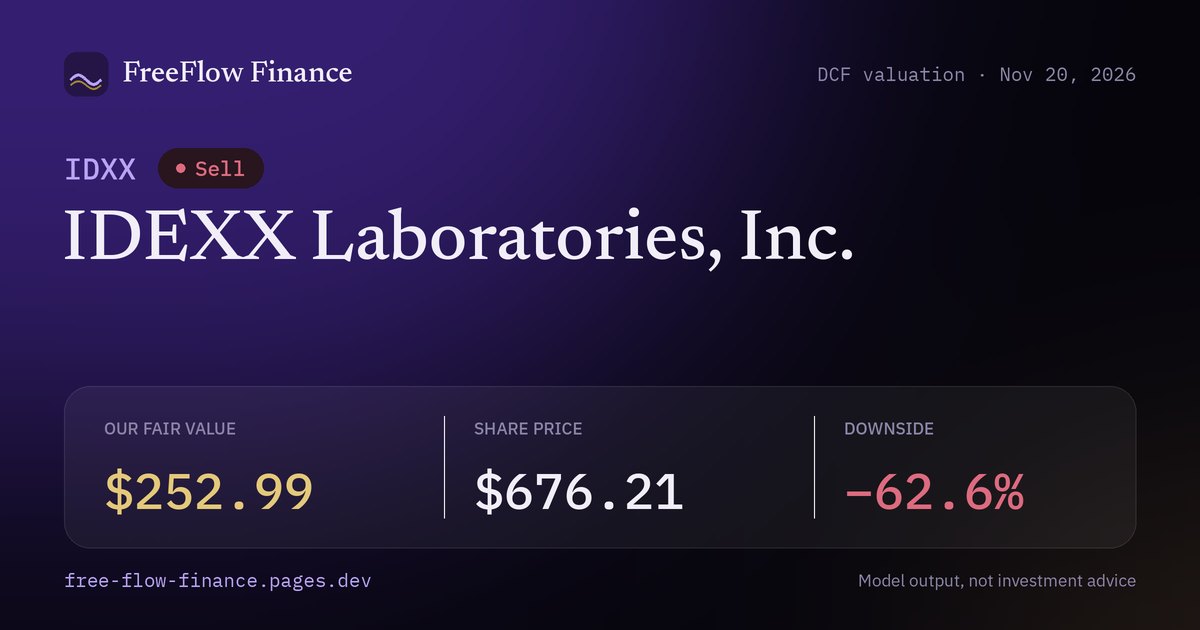 FreeFlow Finance
DCF valuation · Nov 20, 2026
IDXX
Sell
IDEXX Laboratories, Inc.
OUR FAIR VALUE
$252.99
SHARE PRICE
$676.21
DOWNSIDE
−62.6%
free-flow-finance.pages.dev
Model output, not investment advice